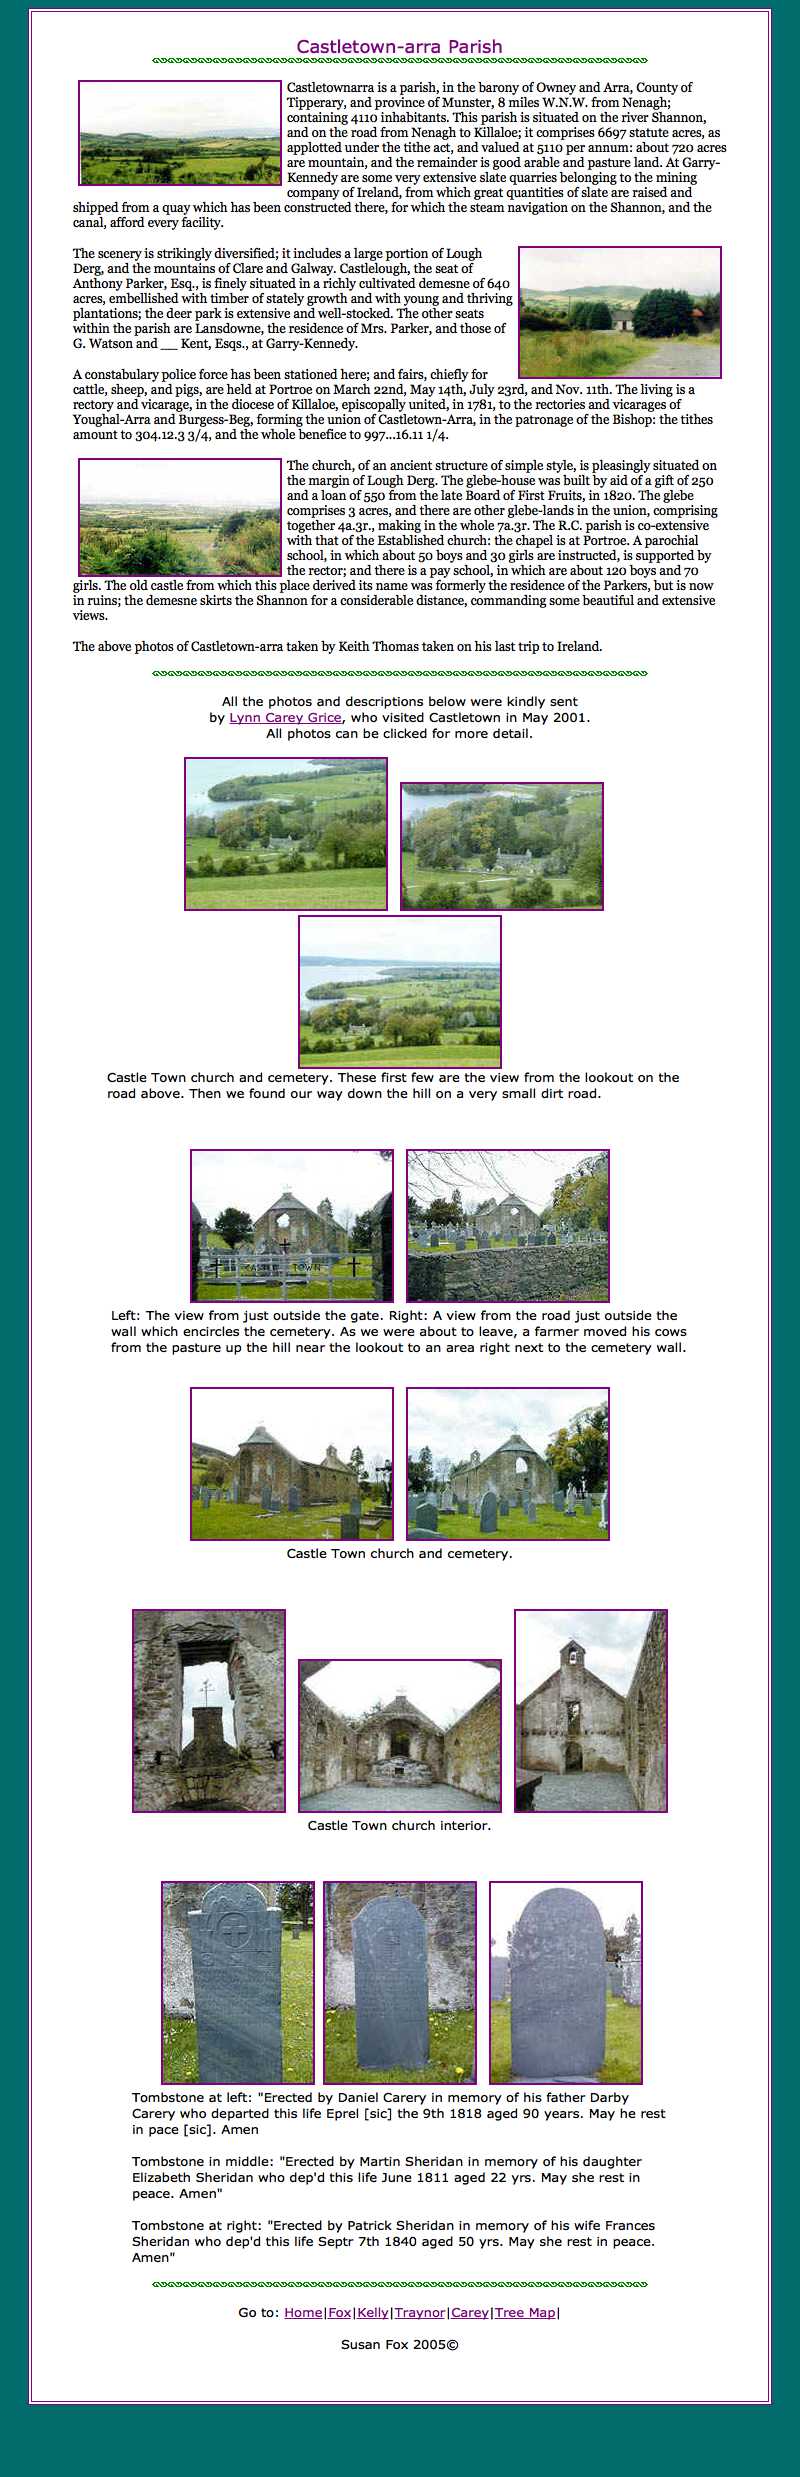 Castletown-arra Parish
Castletownarra is a parish, in the barony of Owney and Arra, County of
Tipperary, and province of Munster, 8 miles W.N.W. from Nenagh;
containing 4110 inhabitants. This parish is situated on the river Shannon,
and on the road from Nenagh to Killaloe; it comprises 6697 statute acres, as
applotted under the tithe act, and valued at 5110 per annum: about 720 acres
are mountain, and the remainder is good arable and pasture land. At Garry-
Kennedy are some very extensive slate quarries belonging to the mining
company of Ireland, from which great quantities of slate are raised and
shipped from a quay which has been constructed there, for which the steam navigation on the Shannon, and the
canal, afford every facility.
The scenery is strikingly diversified; it includes a large portion of Lough
Derg, and the mountains of Clare and Galway. Castlelough, the seat of
Anthony Parker, Esq., is finely situated in a richly cultivated demesne of 640
acres, embellished with timber of stately growth and with young and thriving
plantations; the deer park is extensive and well-stocked. The other seats
within the parish are Lansdowne, the residence of Mrs. Parker, and those of
G. Watson and ___ Kent, Esqs., at Garry-Kennedy.
A constabulary police force has been stationed here; and fairs, chiefly for
cattle, sheep, and pigs, are held at Portroe on March 22nd, May 14th, July 23rd, and Nov. 11th. The living is a
rectory and vicarage, in the diocese of Killaloe, episcopally united, in 1781, to the rectories and vicarages of
Youghal-Arra and Burgess-Beg, forming the union of Castletown-Arra, in the patronage of the Bishop: the tithes
amount to 304.12.3 3/4, and the whole benefice to 997...16.11 1/4.
The church, of an ancient structure of simple style, is pleasingly situated on
the margin of Lough Derg. The glebe-house was built by aid of a gift of 250
and a loan of 550 from the late Board of First Fruits, in 1820. The glebe
comprises 3 acres, and there are other glebe-lands in the union, comprising
together 4a.3r., making in the whole 7a.3r. The R.C. parish is co-extensive
with that of the Established church: the chapel is at Portroe. A parochial
school, in which about 50 boys and 30 girls are instructed, is supported by
the rector; and there is a pay school, in which are about 120 boys and 70
girls. The old castle from which this place derived its name was formerly the residence of the Parkers, but is now
in ruins; the demesne skirts the Shannon for a considerable distance, commanding some beautiful and extensive
views.
The above photos of Castletown-arra taken by Keith Thomas taken on his last trip to Ireland.
All the photos and descriptions below were kindly sent
by Lynn Carey Grice, who visited Castletown in May 2001.
All photos can be clicked for more detail.
Castle Town church and cemetery. These first few are the view from the lookout on the
road above. Then we found our way down the hill on a very small dirt road.
CASTLE TOWN
Left: The view from just outside the gate. Right: A view from the road just outside the
wall which encircles the cemetery. As we were about to leave, a farmer moved his cows
from the pasture up the hill near the lookout to an area right next to the cemetery wall.
Castle Town church and cemetery.
Castle Town church interior.
Tombstone at left: "Erected by Daniel Carery in memory of his father Darby
Carery who departed this life Eprel [sic] the 9th 1818 aged 90 years. May he rest
in pace [sic]. Amen
Tombstone in middle: "Erected by Martin Sheridan in memory of his daughter
Elizabeth Sheridan who dep'd this life June 1811 aged 22 yrs. May she rest in
peace. Amen"
Tombstone at right: "Erected by Patrick Sheridan in memory of his wife Frances
Sheridan who dep'd this life Septr 7th 1840 aged 50 yrs. May she rest in peace.
Amen"
Go to: Home|Fox|Kelly|Traynor|Carey|Tree Map|
Susan Fox 2005©